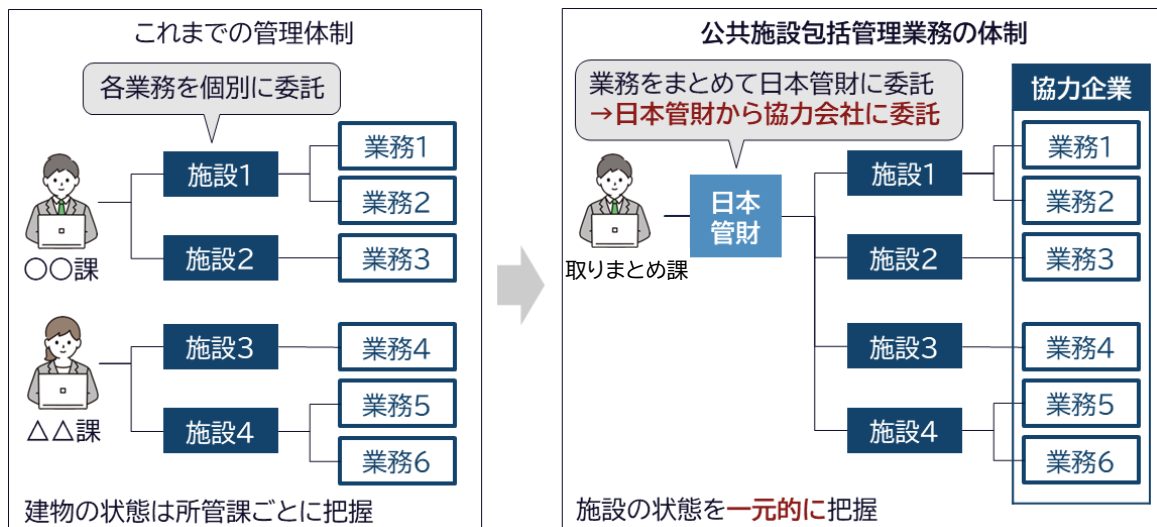 これまでの管理体制
各業務を個別に委託
施設1
業務1
業務2
施設2
業務3
○○課
施設3
業務4
施設4
業務5
業務6
△△課
建物の状態は所管課ごとに把握
公共施設包括管理業務の体制
業務をまとめて日本管財に委託
→日本管財から協力会社に委託
協力企業
取りまとめ課
日本
管財
施設1
業務1
業務2
施設2
業務3
施設3
業務4
施設4
業務5
業務6
施設の状態を一元的に把握